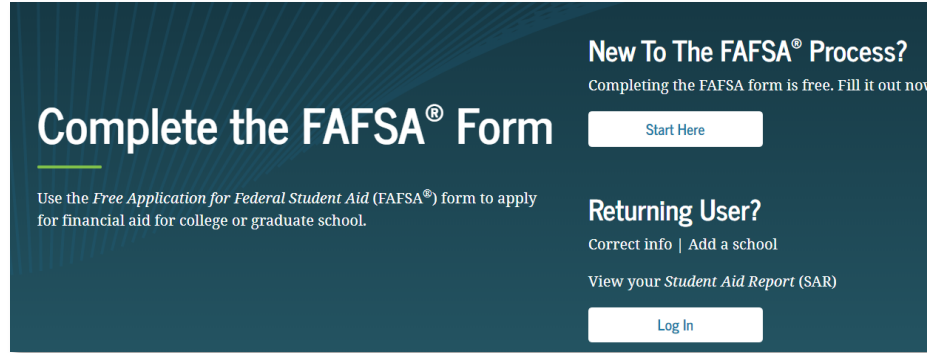 Complete the FAFSA® Form
Use the Free Application for Federal Student Aid (FAFSA®) form to apply
for financial aid for college or graduate school.
New To The FAFSA® Process?
Completing the FAFSA form is free. Fill it out now
Start Here
Returning User?
Correct info | Add a school
View your Student Aid Report (SAR)
Log In